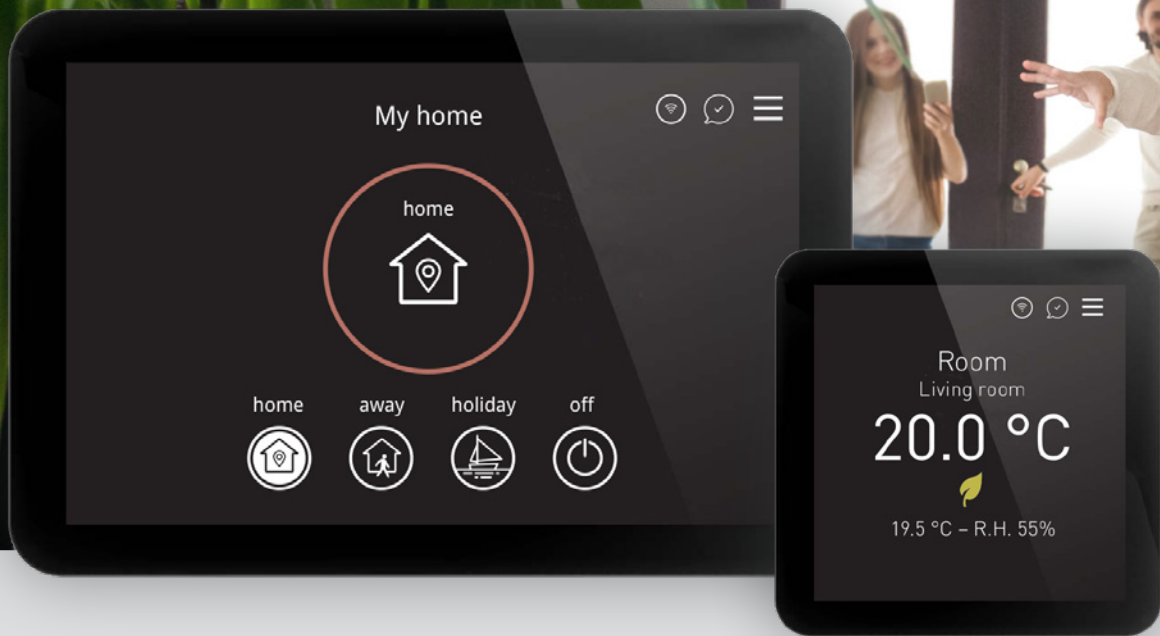 My home
home
home away holiday off
Room
Living room
20.0 °C
19.5 °C – R.H. 55%